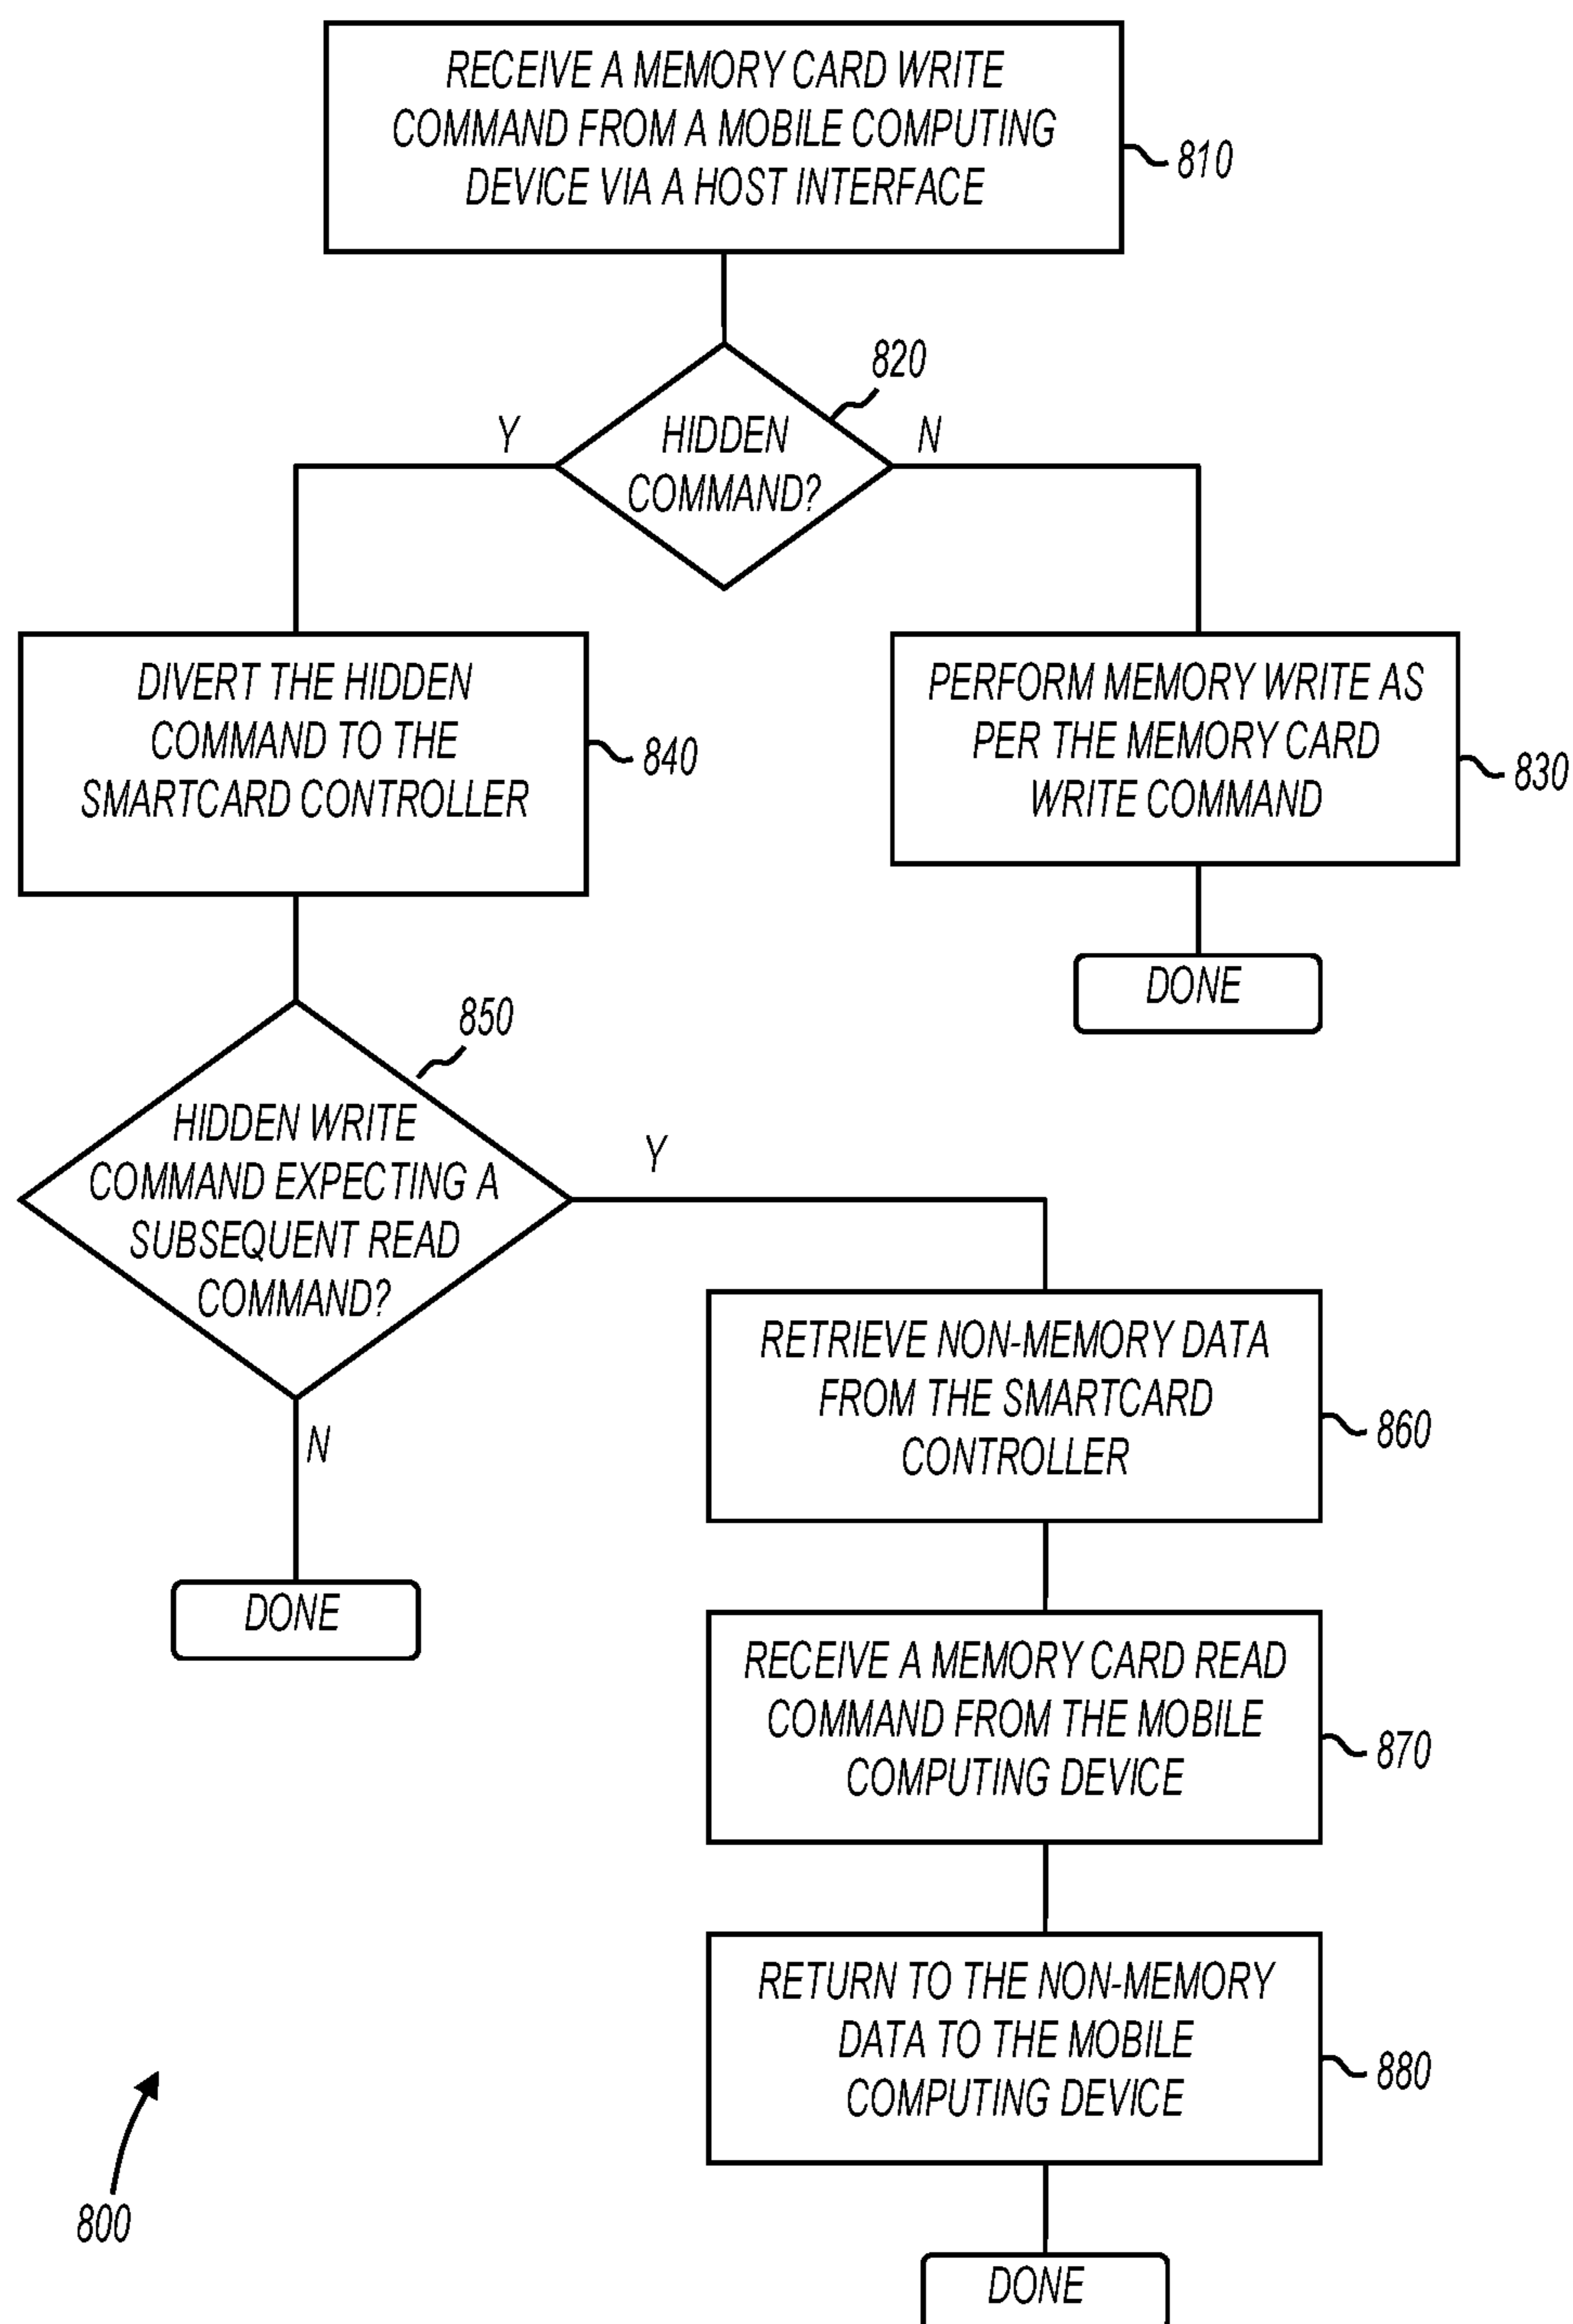 RECEIVE A MEMORY CARD WRITE
COMMAND FROM A MOBILE COMPUTING
DEVICE VIA A HOST INTERFACE
810
820
Y
HIDDEN
COMMAND?
N
DIVERT THE HIDDEN
COMMAND TO THE
SMARTCARD CONTROLLER
840
PERFORM MEMORY WRITE AS
PER THE MEMORY CARD
WRITE COMMAND
830
DONE
850
HIDDEN WRITE
COMMAND EXPECTING A
SUBSEQUENT READ
COMMAND?
Y
N
DONE
RETRIEVE NON-MEMORY DATA
FROM THE SMARTCARD
CONTROLLER
860
RECEIVE A MEMORY CARD READ
COMMAND FROM THE MOBILE
COMPUTING DEVICE
870
RETURN TO THE NON-MEMORY
DATA TO THE MOBILE
COMPUTING DEVICE
880
800
DONE